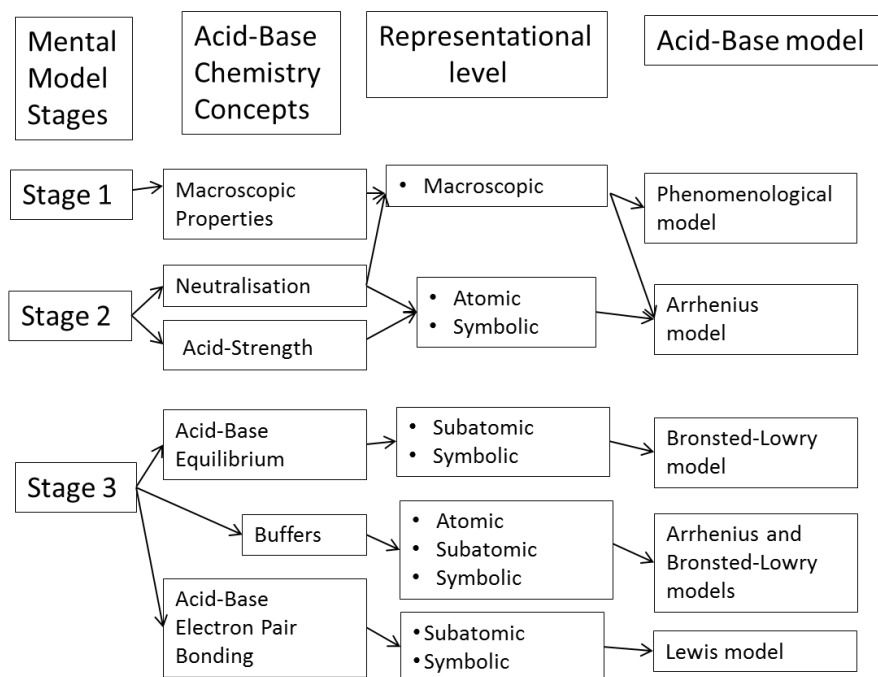 Mental
Model
Stages
Acid-Base
Chemistry
Concepts
Representational
level
Acid-Base model
Stage 1
Macroscopic
Properties
• Macroscopic
Phenomenological
model
Stage 2
Neutralisation
Acid-Strength
• Atomic
• Symbolic
Arrhenius
model
Stage 3
Acid-Base
Equilibrium
• Subatomic
• Symbolic
Bronsted-Lowry
model
Buffers
• Atomic
• Subatomic
• Symbolic
Arrhenius and
Bronsted-Lowry
models
Acid-Base
Electron Pair
Bonding
•Subatomic
•Symbolic
Lewis model